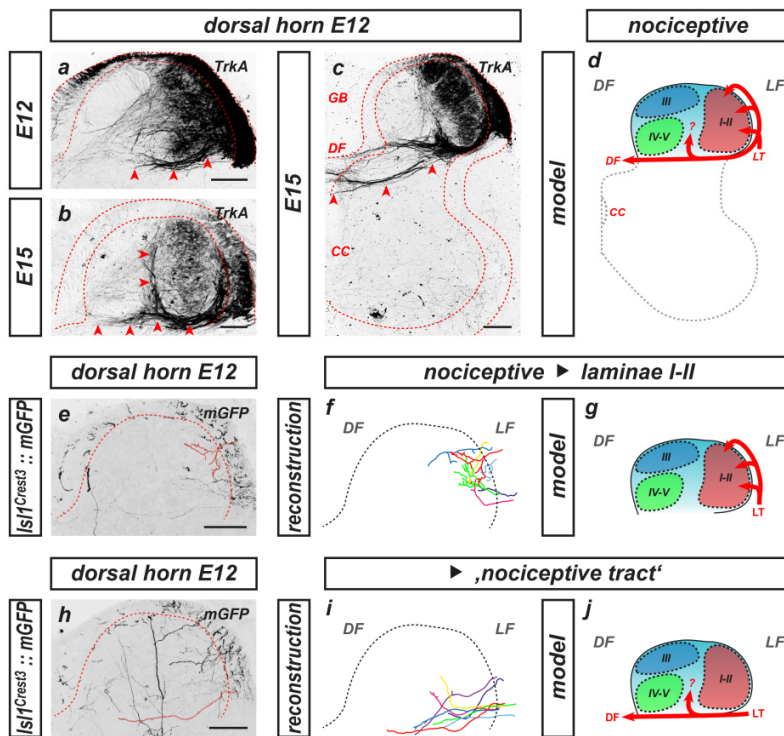 dorsal horn E12
nociceptive
E12
a
TrkA
E15
b
TrkA
E15
c
TrkA
GB
DF
CC
model
d
DF
LF
III
I-II
IV-V
?
DF
LT
CC
dorsal horn E12
nociceptive ▶ laminae I-II
Isl1Crest3 :: mGFP
e
mGFP
reconstruction
f
DF
LF
model
g
DF
LF
III
I-II
IV-V
LT
dorsal horn E12
▶ ‚nociceptive tract‘
Isl1Crest3 :: mGFP
h
mGFP
reconstruction
i
DF
LF
model
j
DF
LF
III
I-II
IV-V
?
DF
LT